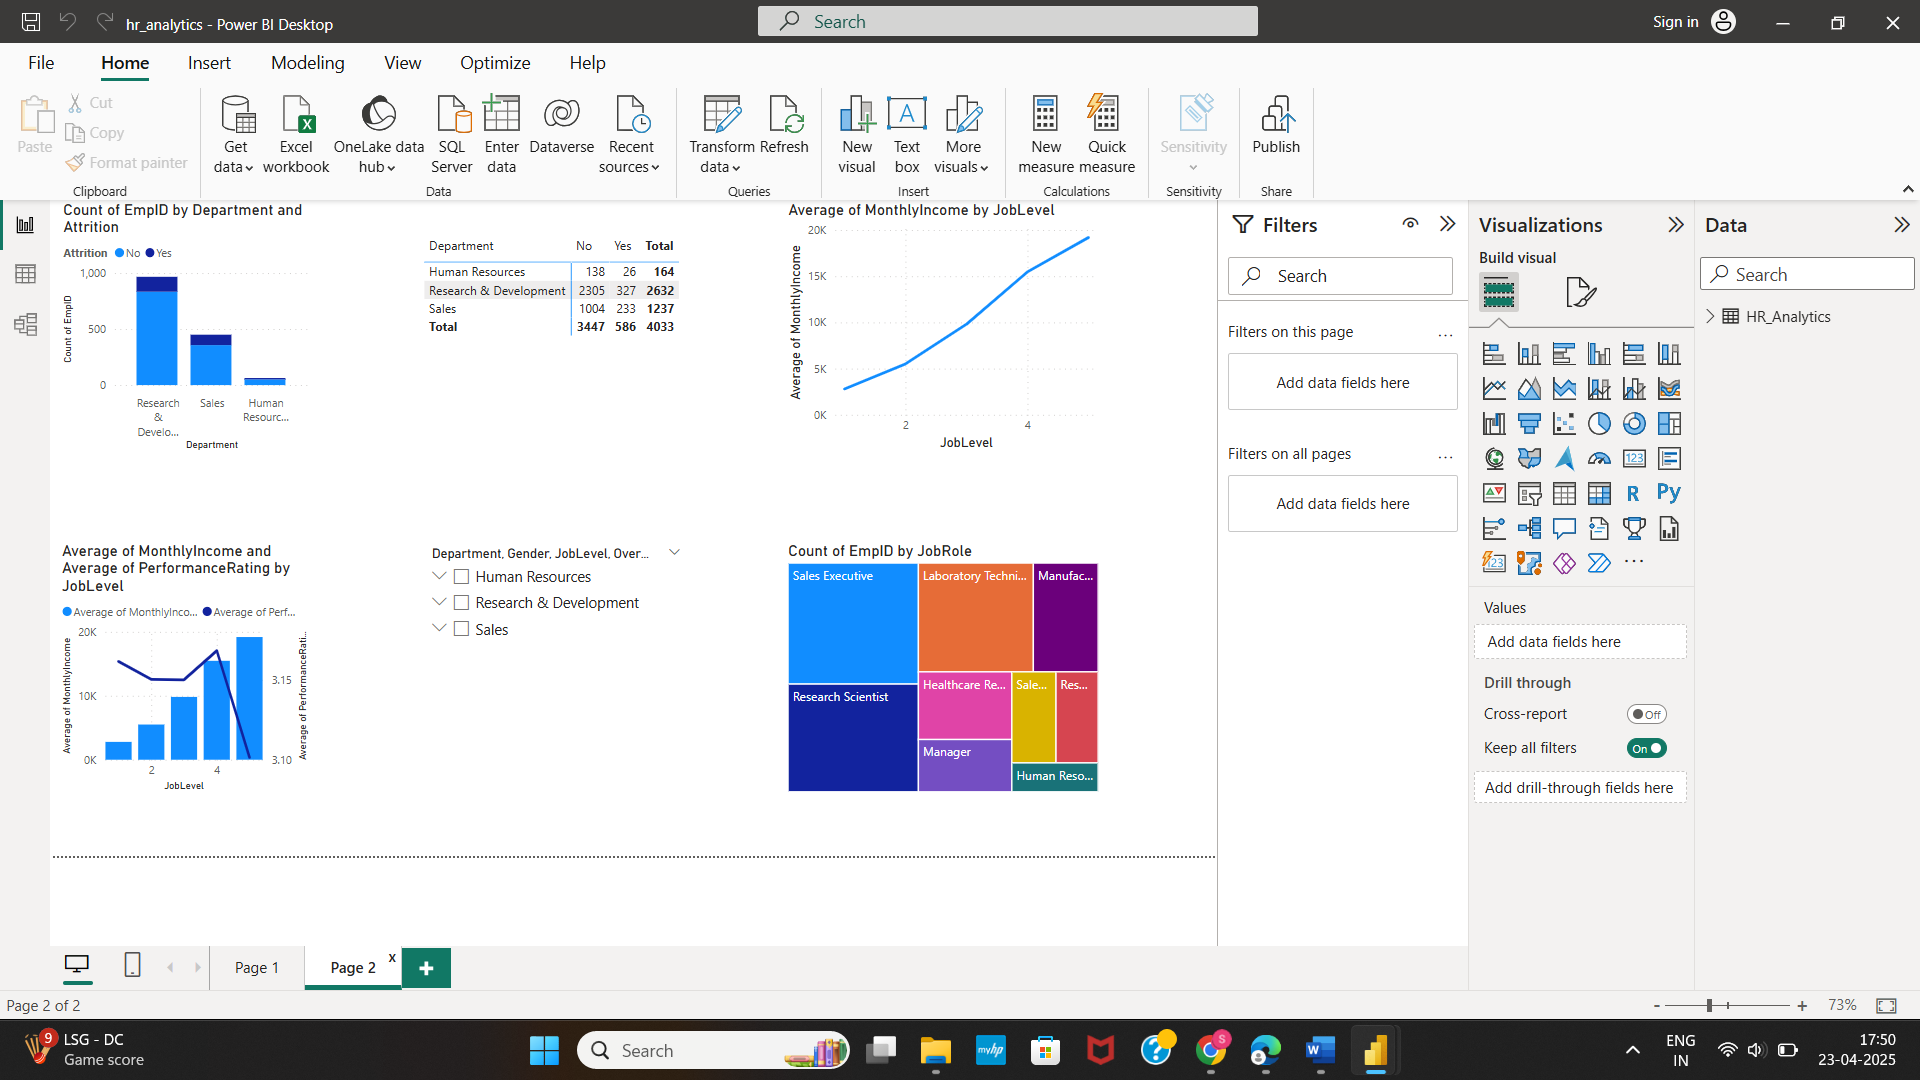 hr_analytics - Power BI Desktop
Search
Sign in
File Home Insert Modeling View Optimize Help
Paste
Cut
Copy
Format painter
Clipboard
Get data
Excel workbook
OneLake data hub
SQL Server
Enter data
Dataverse
Recent sources
Data
Transform data
Refresh
Queries
New visual
Text box
More visuals
Insert
New measure
Quick measure
Calculations
Sensitivity
Sensitivity
Publish
Share
Count of EmpID by Department and
Attrition
Attrition No Yes
1,000
500
0
Count of EmpID
Research & Develo...
Sales
Human Resourc...
Department
Department No Yes Total
Human Resources 138 26 164
Research & Development 2305 327 2632
Sales 1004 233 1237
Total 3447 586 4033
Average of MonthlyIncome by JobLevel
20K
15K
10K
5K
0K
Average of MonthlyIncome
2 4
JobLevel
Average of MonthlyIncome and
Average of PerformanceRating by
JobLevel
Average of MonthlyInco... Average of Perf...
20K
10K
0K
Average of MonthlyIncome
3.15
3.10
Average of PerformanceRati...
2 4
JobLevel
Department, Gender, JobLevel, Over...
Human Resources
Research & Development
Sales
Count of EmpID by JobRole
Sales Executive
Research Scientist
Laboratory Techni...
Manufac...
Healthcare Re...
Manager
Sale...
Res...
Human Reso...
Filters
Search
Filters on this page ...
Add data fields here
Filters on all pages ...
Add data fields here
Visualizations
Build visual
123
R
Py
123
...
Values
Add data fields here
Drill through
Cross-report Off
Keep all filters On
Add drill-through fields here
Data
Search
HR_Analytics
Page 1
Page 2 x
+
Page 2 of 2
- + 73%
9
LSG - DC
Game score
Search
myhp
S
W
ENG
IN
17:50
23-04-2025